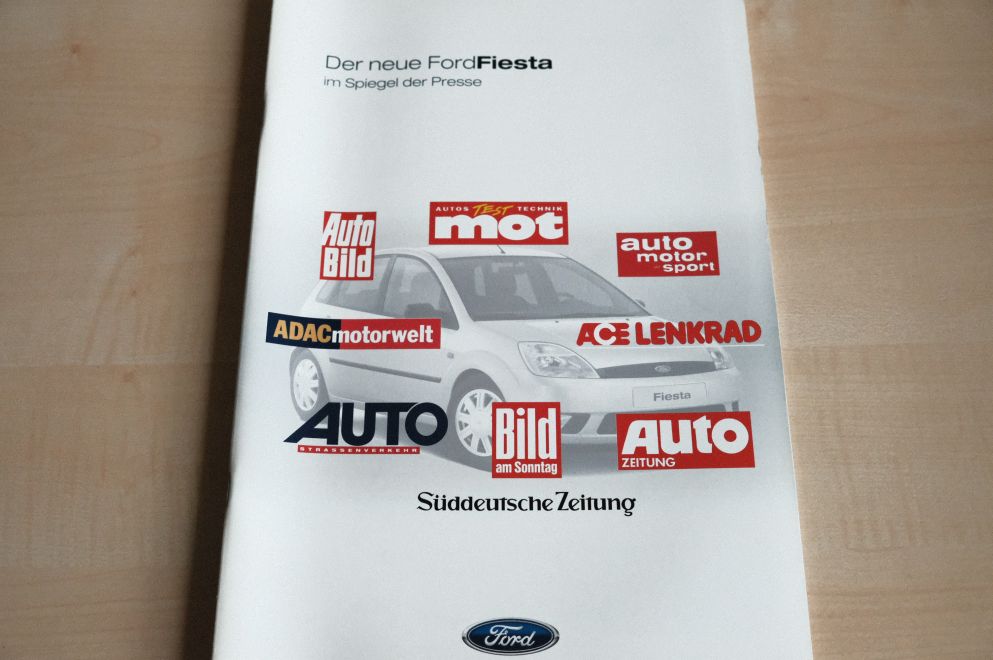 Der neue FordFiesta
im Spiegel der Presse
AUTOS TEST TECHNIK
mot
Auto
Bild
auto
motor
und
sport
ADACmotorwelt
ACE LENKRAD
Fiesta
AUTO
STRASSENVERKEHR
Bild
am Sonntag
Auto
ZEITUNG
Süddeutsche Zeitung
Ford